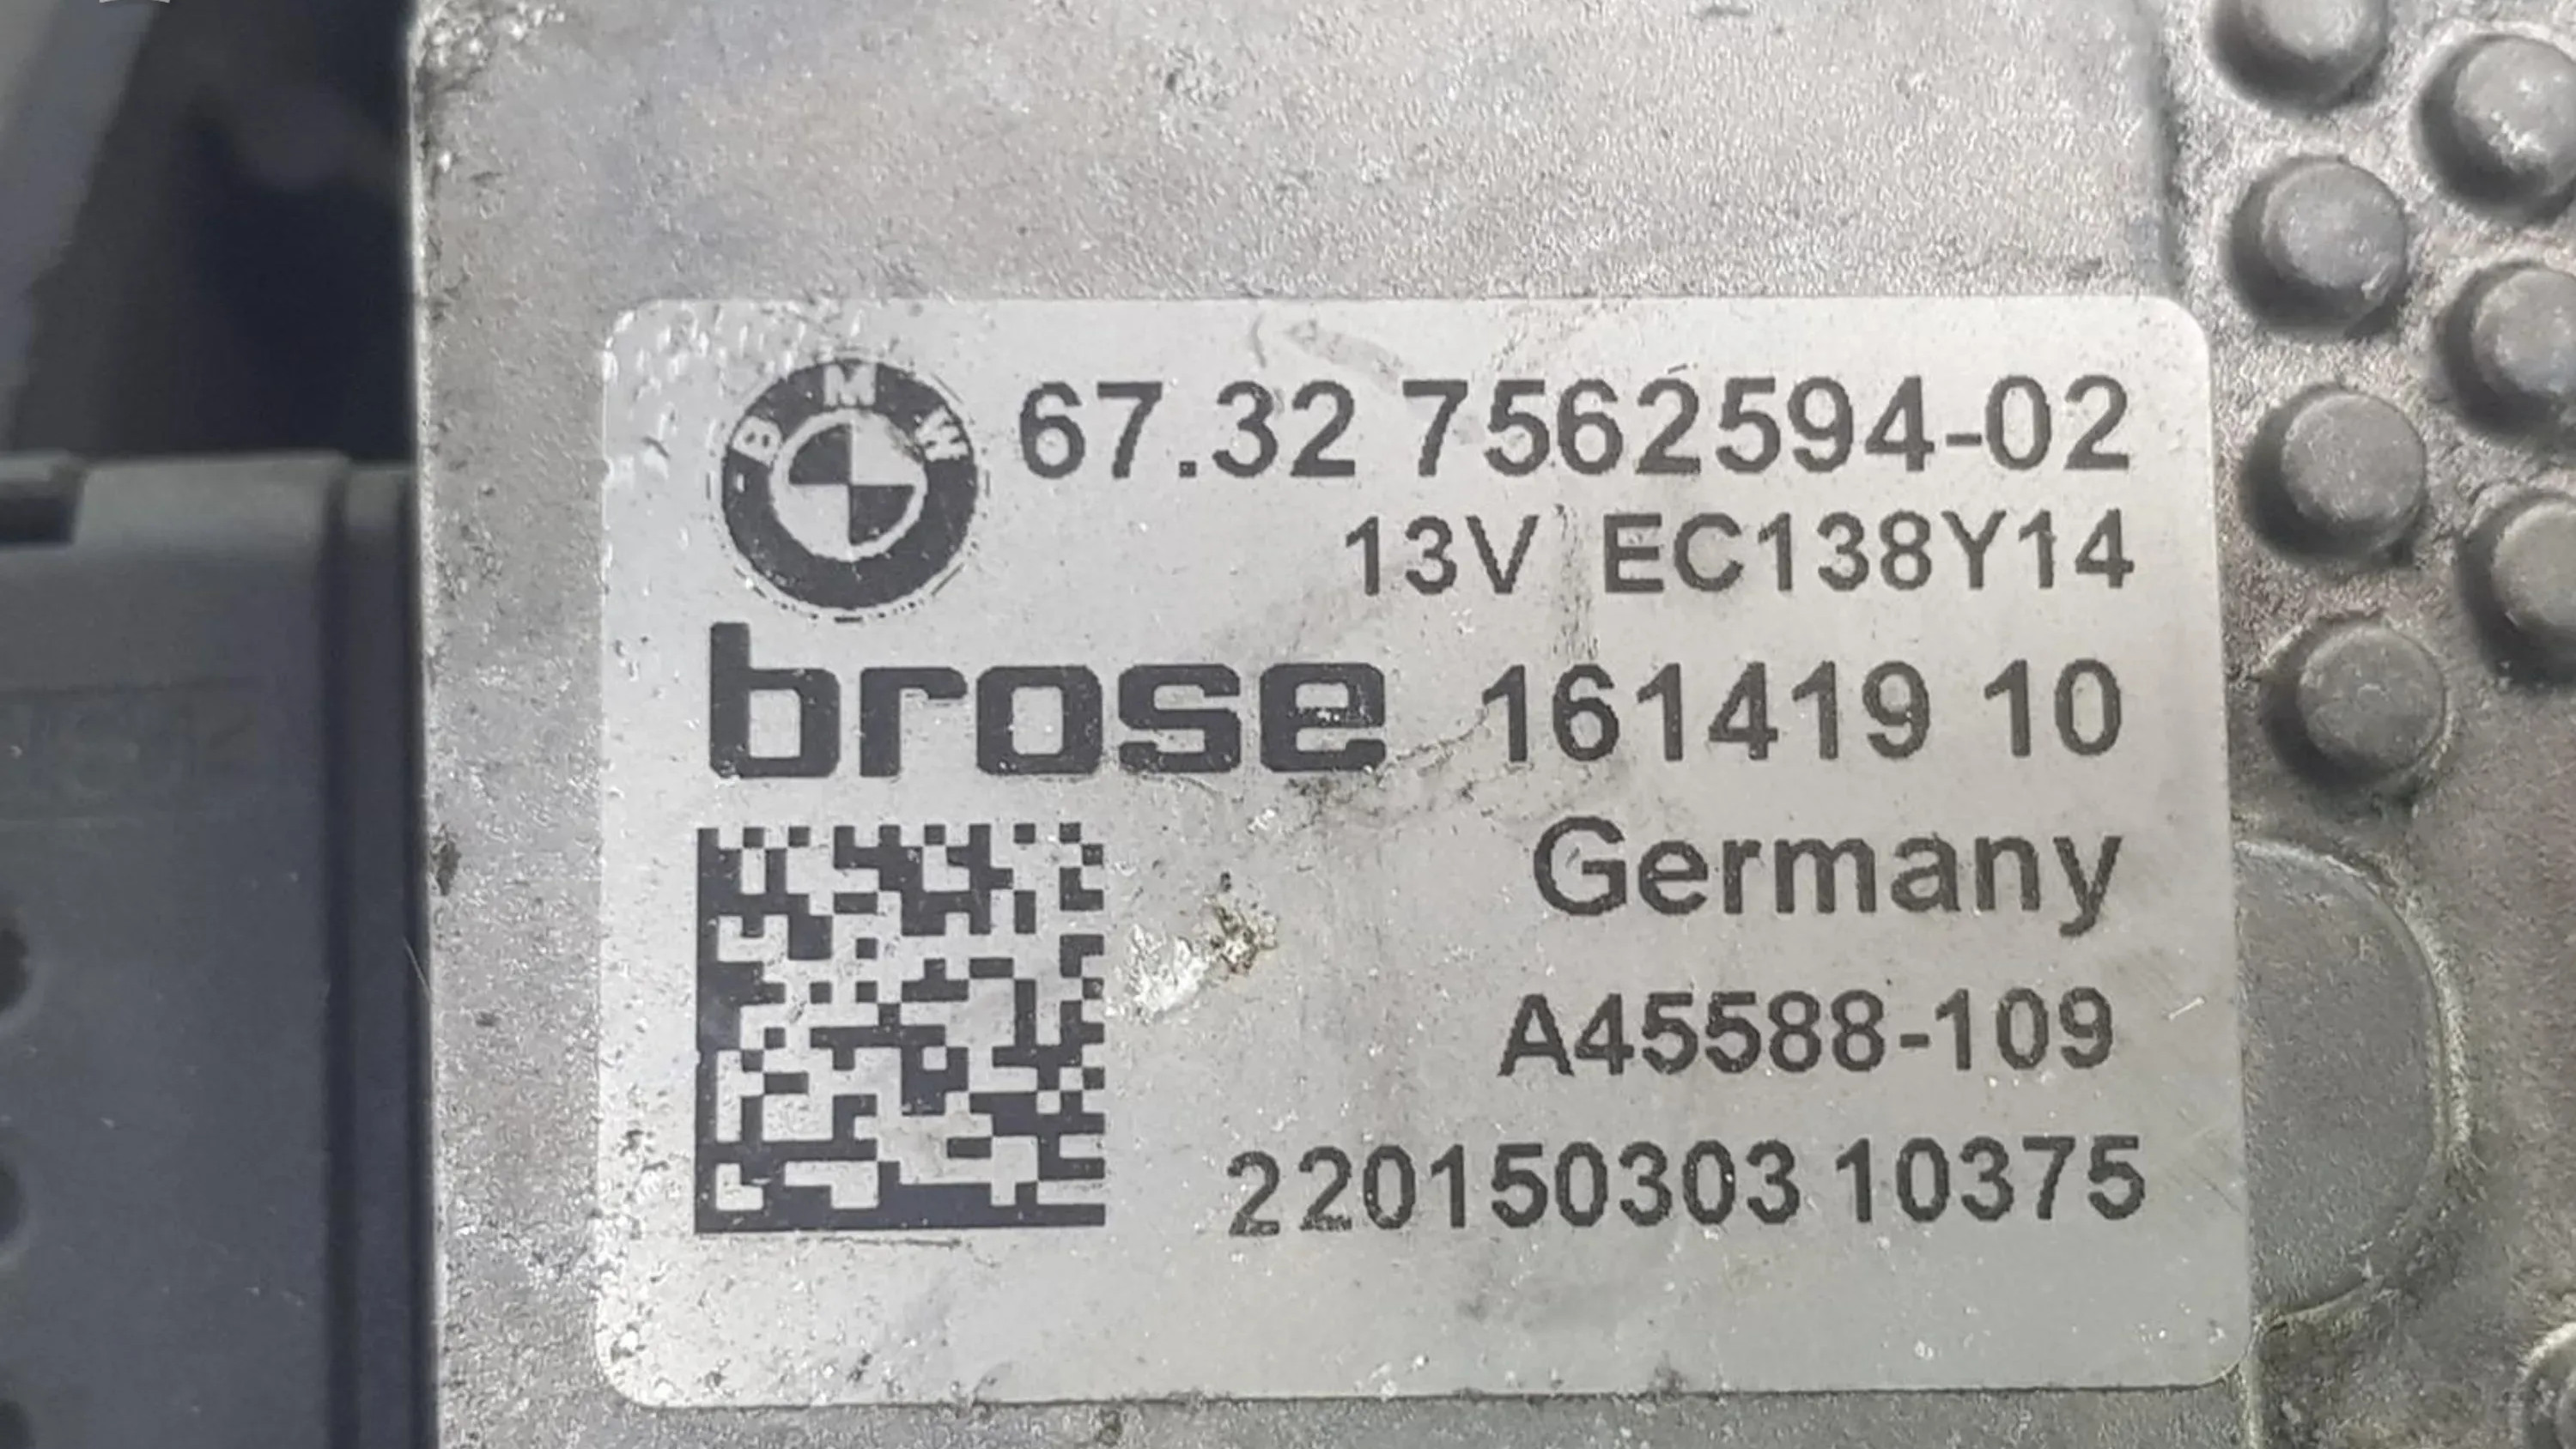 BMW 67.32 7562594-02
13V EC138Y14
brose 161419 10
Germany
A45588-109
220150303 10375